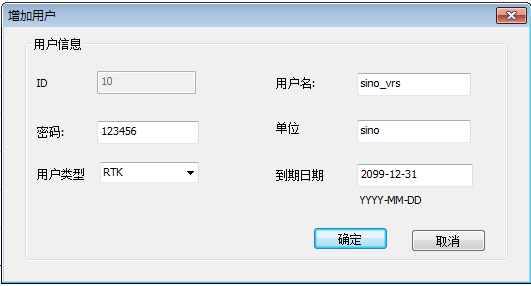 增加用户
用户信息
ID 10 用户名: sino_vrs
密码: 123456 单位 sino
用户类型 RTK 到期日期 2099-12-31
YYYY-MM-DD
确定 取消